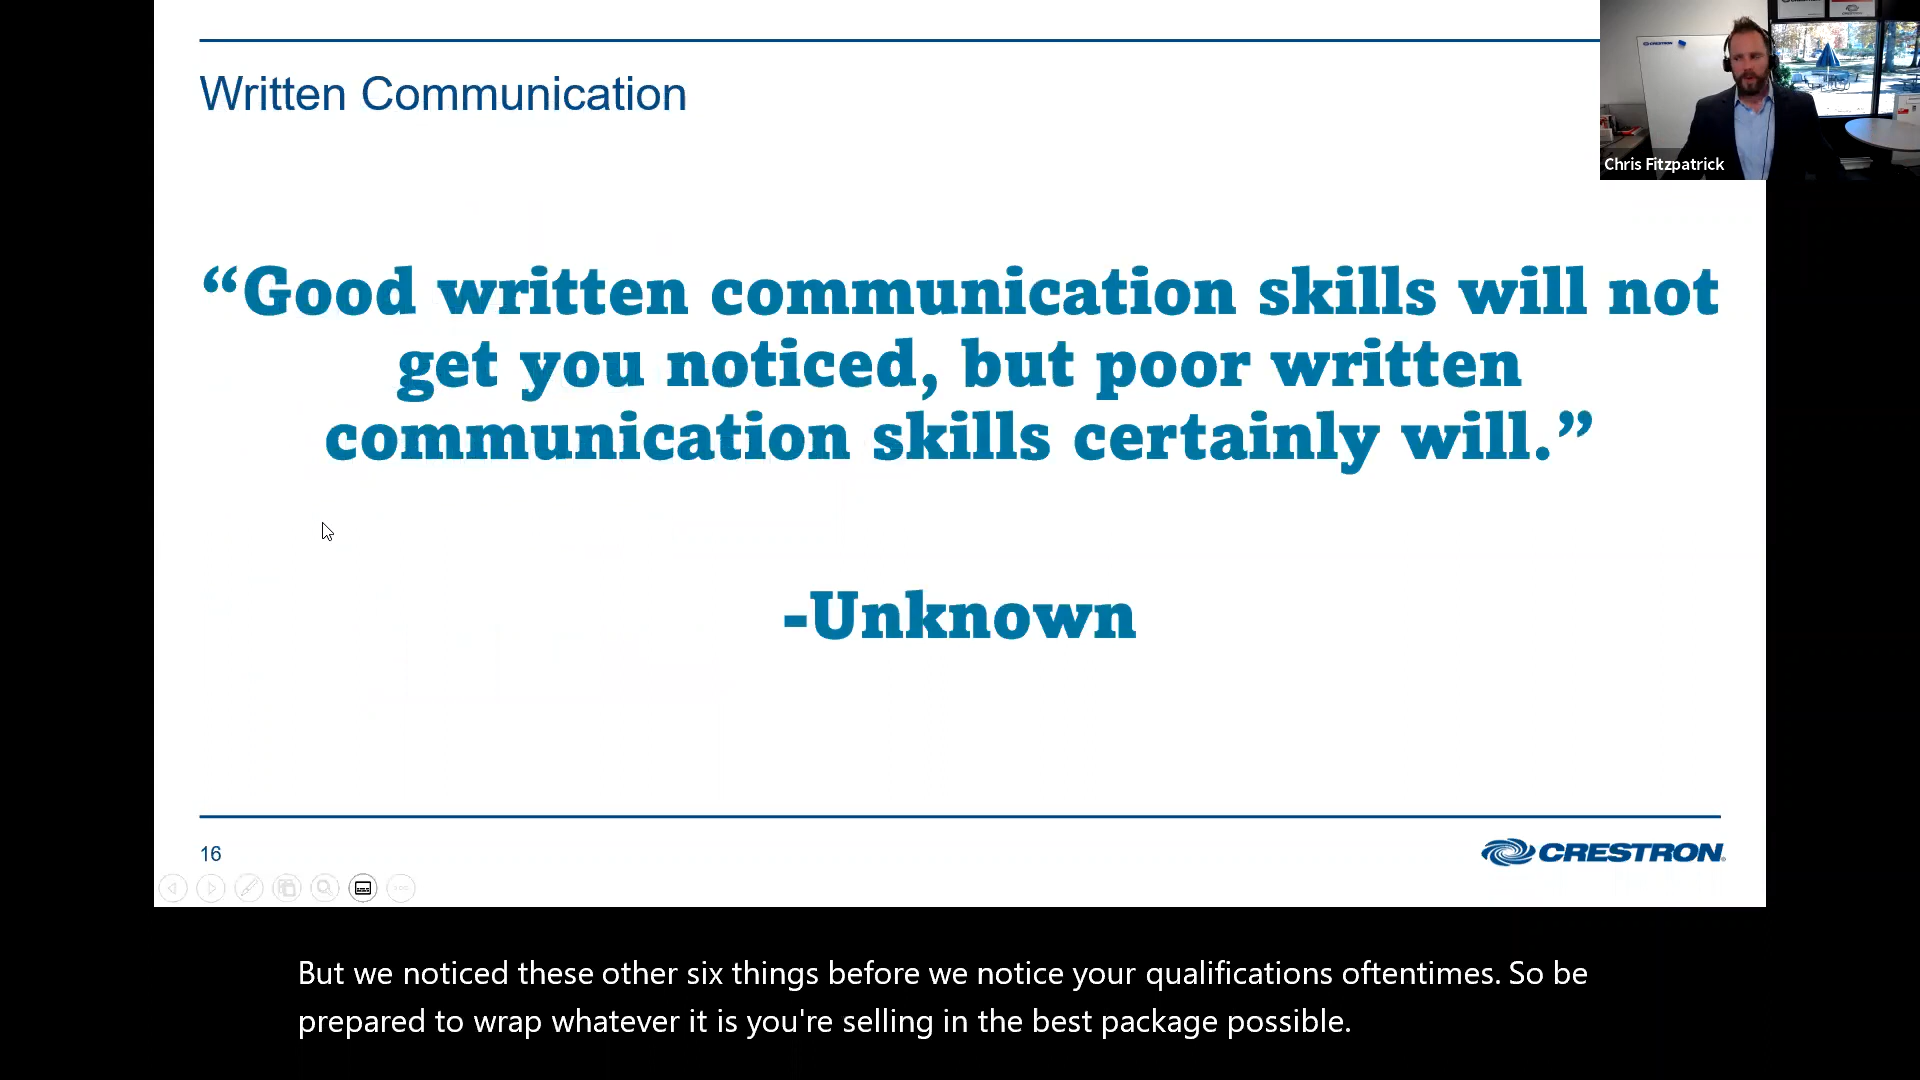 Written Communication
CRESTRON
Chris Fitzpatrick
“Good written communication skills will not
get you noticed, but poor written
communication skills certainly will.”
-Unknown
16
CRESTRON
But we noticed these other six things before we notice your qualifications oftentimes. So be
prepared to wrap whatever it is you're selling in the best package possible.